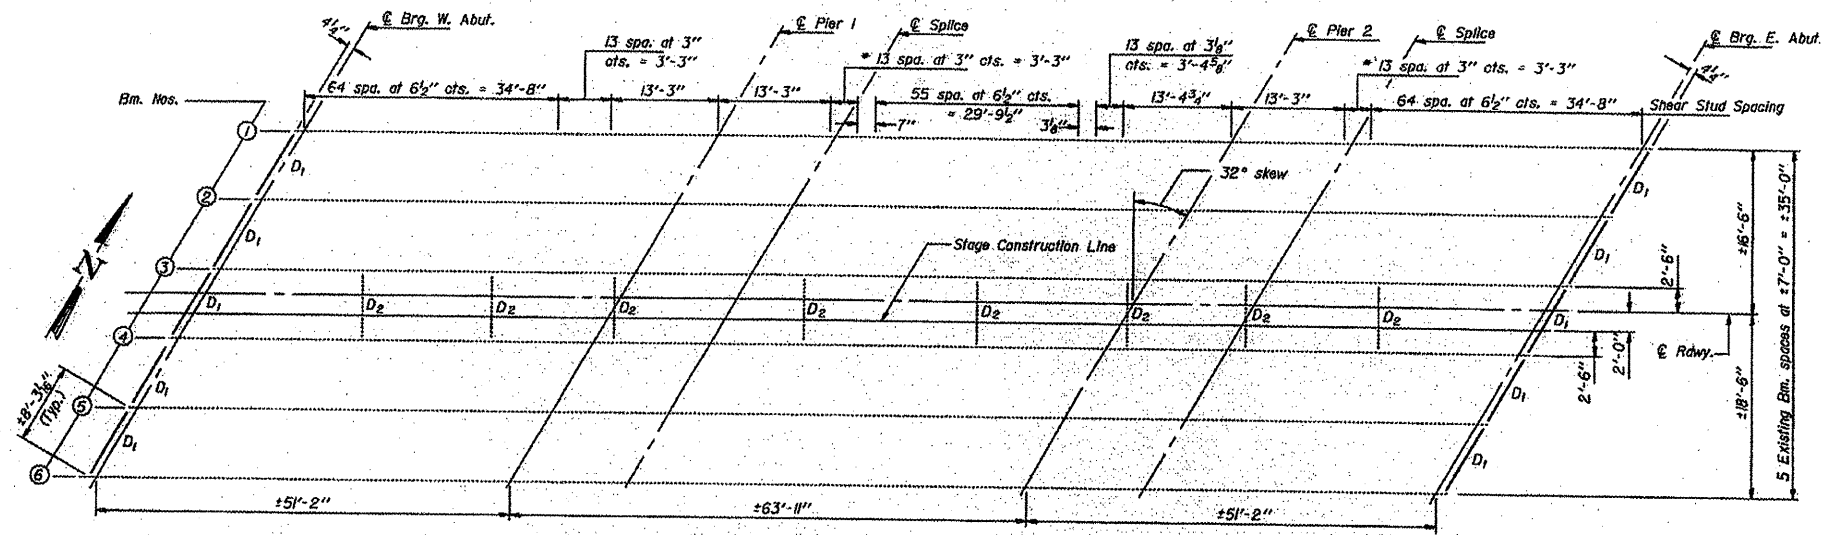 4¼"
℄ Brg. W. Abut.
℄ Pier 1
℄ Splice
℄ Pier 2
℄ Splice
℄ Brg. E. Abut.
4¼"
13 spa. at 3"
cts. = 3'-3"
* 13 spa. at 3" cts. = 3'-3"
13 spa. at 3⅛"
cts. = 3'-4⅝"
* 13 spa. at 3" cts. = 3'-3"
Bm. Nos.
64 spa. at 6½" cts. = 34'-8"
13'-3"
13'-3"
55 spa. at 6½" cts.
= 29'-9½"
7"
3⅛"
13'-4¾"
13'-3"
64 spa. at 6½" cts. = 34'-8"
Shear Stud Spacing
1
D1
D1
2
32° skew
D1
D1
N
Stage Construction Line
3
D1
D2
D2
D2
D2
D2
D2
D2
D2
D1
4
℄ Rdwy.
±16'-6"
2'-6"
2'-0"
2'-6"
±18'-6"
5 Existing Bm. spaces at ±7'-0" = ±35'-0"
±8'-3 1/16"
(Typ.)
D1
D1
5
D1
D1
6
±51'-2"
±63'-11"
±51'-2"